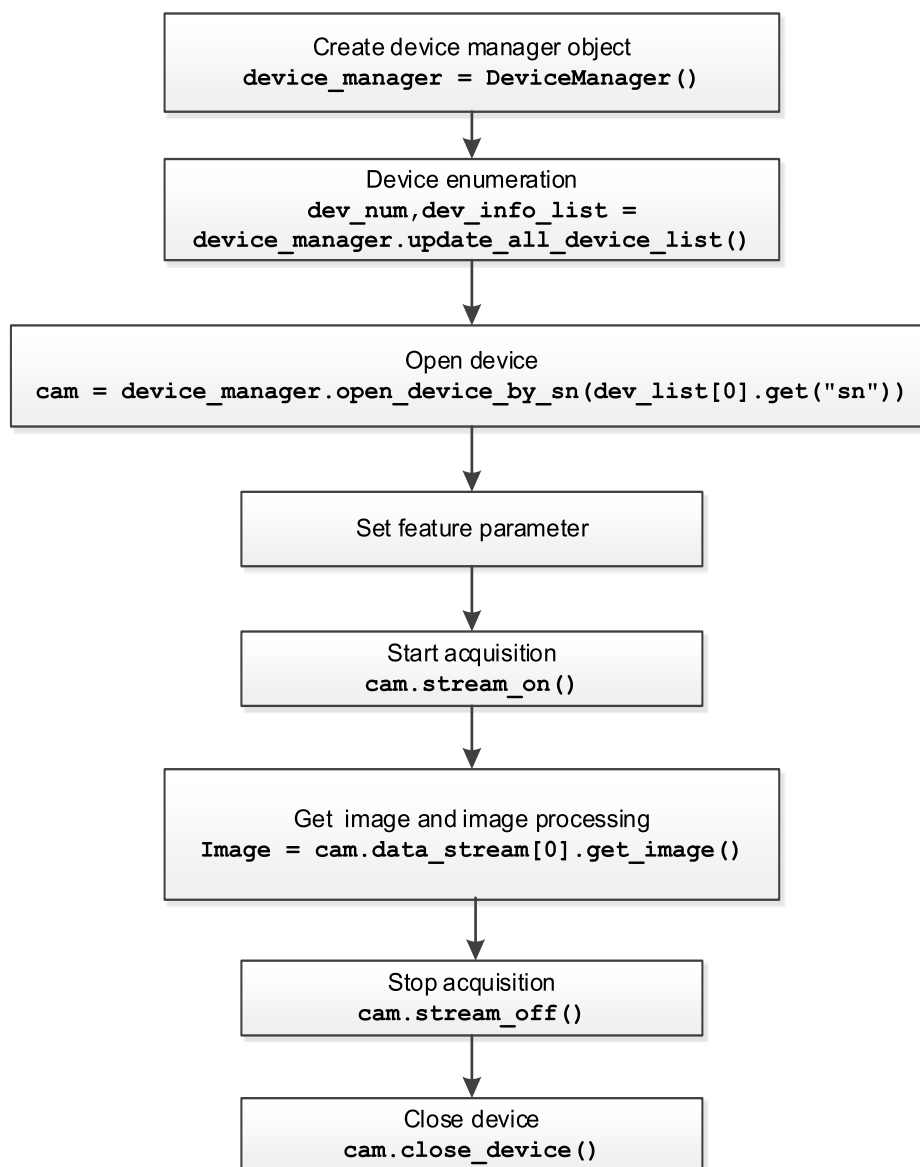 Create device manager object
device_manager = DeviceManager()
Device enumeration
dev_num,dev_info_list =
device_manager.update_all_device_list()
Open device
cam = device_manager.open_device_by_sn(dev_list[0].get("sn"))
Set feature parameter
Start acquisition
cam.stream_on()
Get image and image processing
Image = cam.data_stream[0].get_image()
Stop acquisition
cam.stream_off()
Close device
cam.close_device()